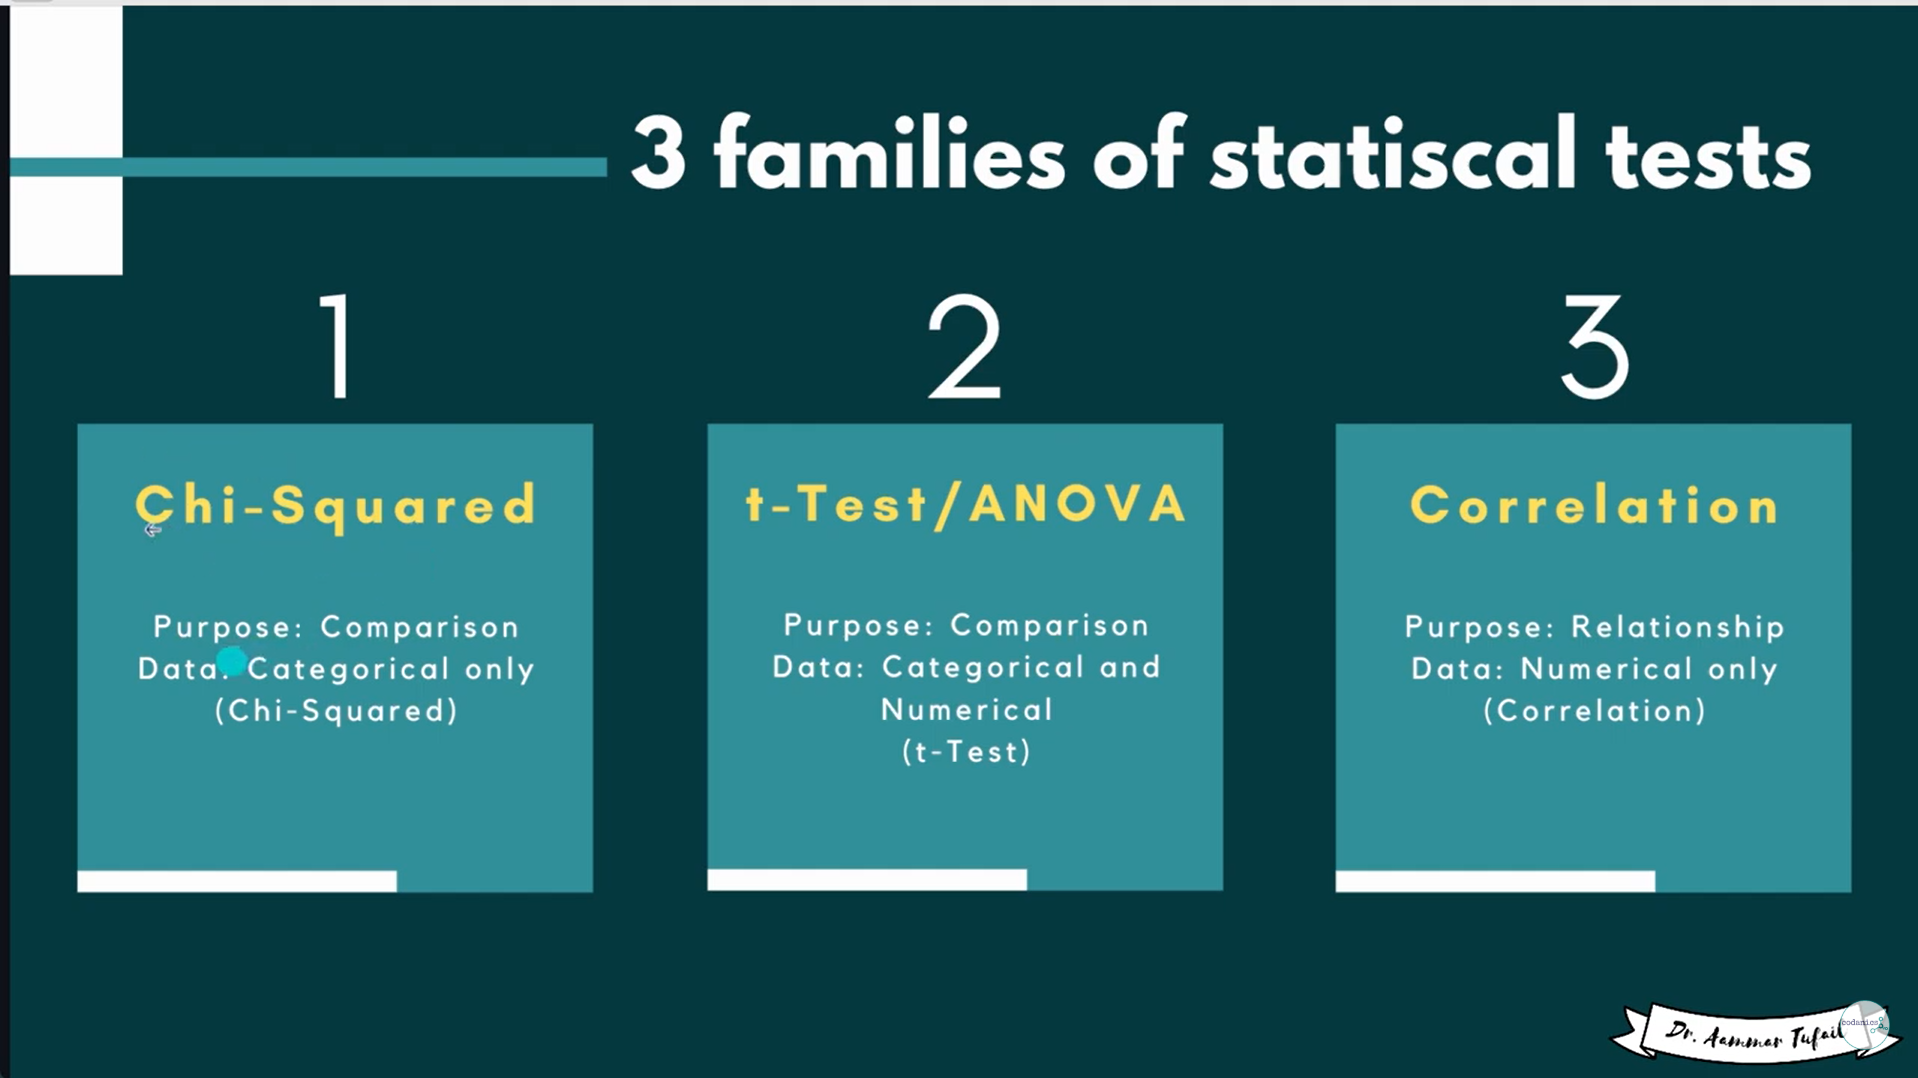 3 families of statiscal tests
1
Chi-Squared
Purpose: Comparison
Data: Categorical only
(Chi-Squared)
2
t-Test/ANOVA
Purpose: Comparison
Data: Categorical and
Numerical
(t-Test)
3
Correlation
Purpose: Relationship
Data: Numerical only
(Correlation)
Dr. Aammar Tufail
codanics